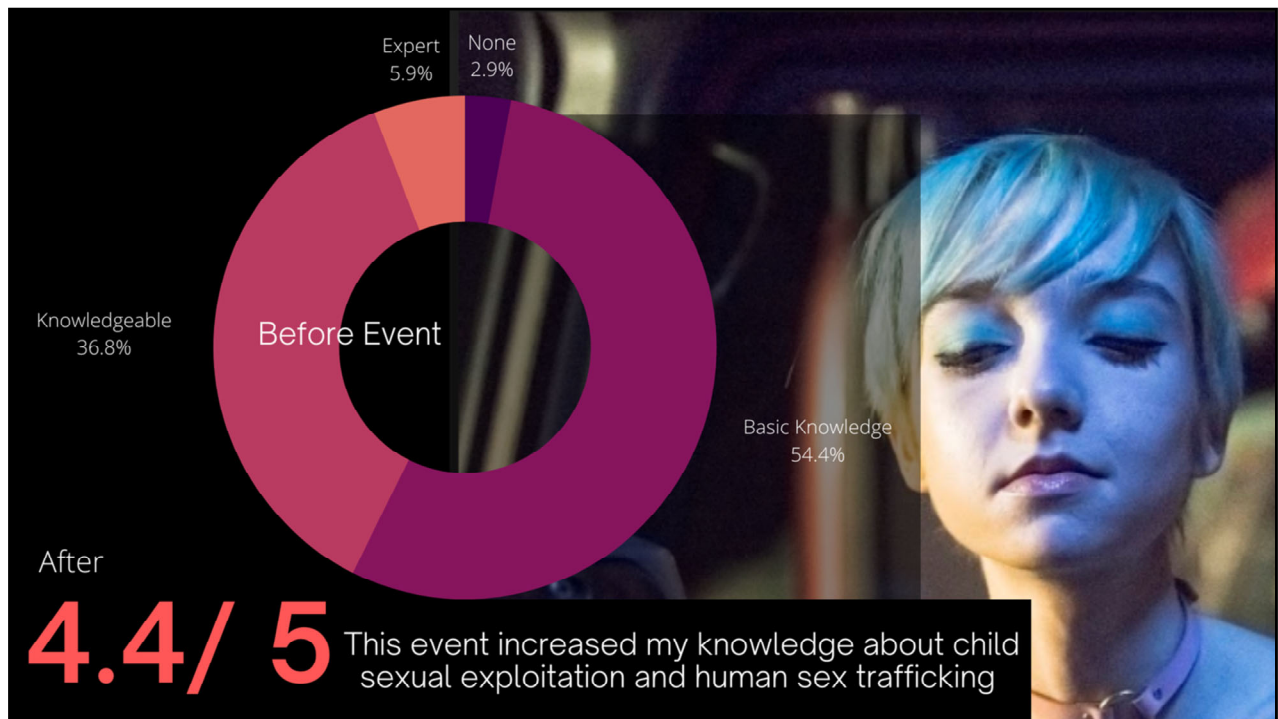 Expert
5.9%
None
2.9%
Before Event
Knowledgeable
36.8%
Basic Knowledge
54.4%
After
4.4/ 5
This event increased my knowledge about child
sexual exploitation and human sex trafficking